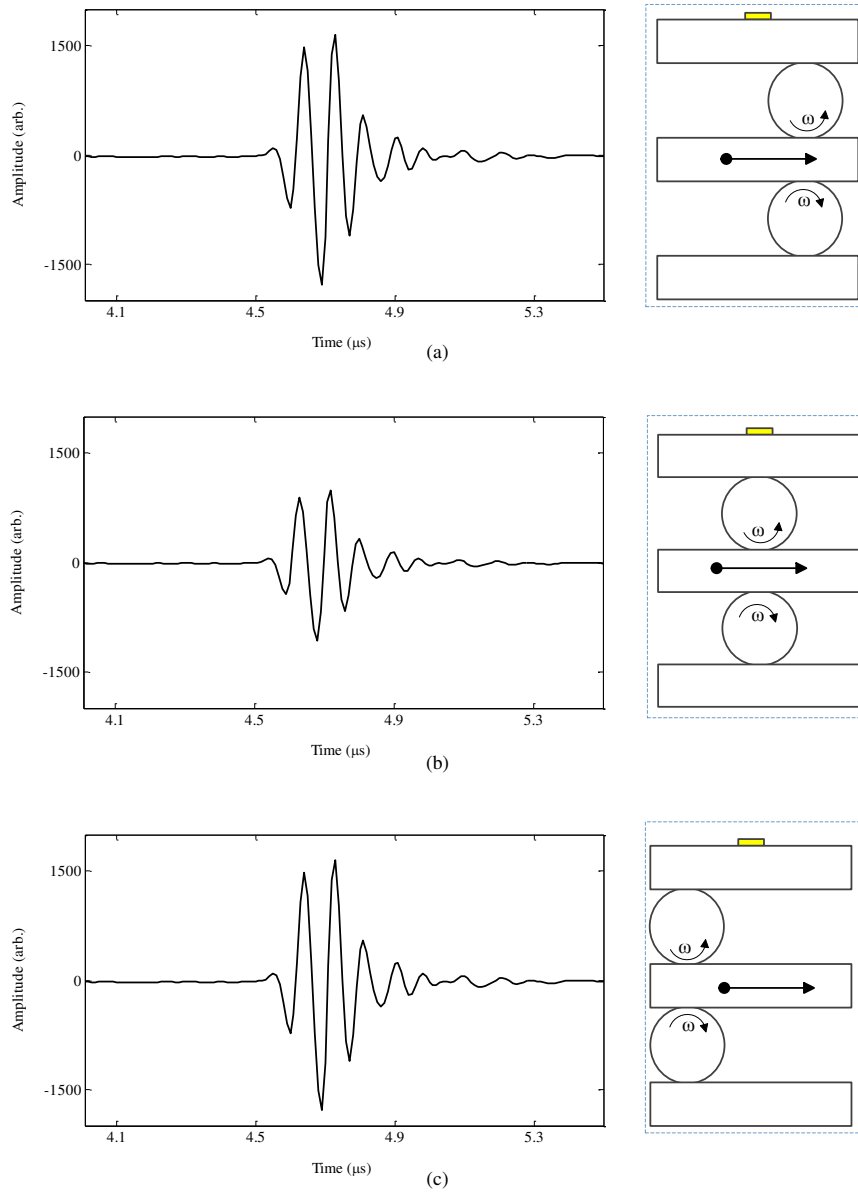 1500
0
-1500
Amplitude (arb.)
4.1 4.5 4.9 5.3
Time (μs)
ω
ω
(a)
1500
0
-1500
Amplitude (arb.)
4.1 4.5 4.9 5.3
Time (μs)
ω
ω
(b)
1500
0
-1500
Amplitude (arb.)
4.1 4.5 4.9 5.3
Time (μs)
ω
ω
(c)